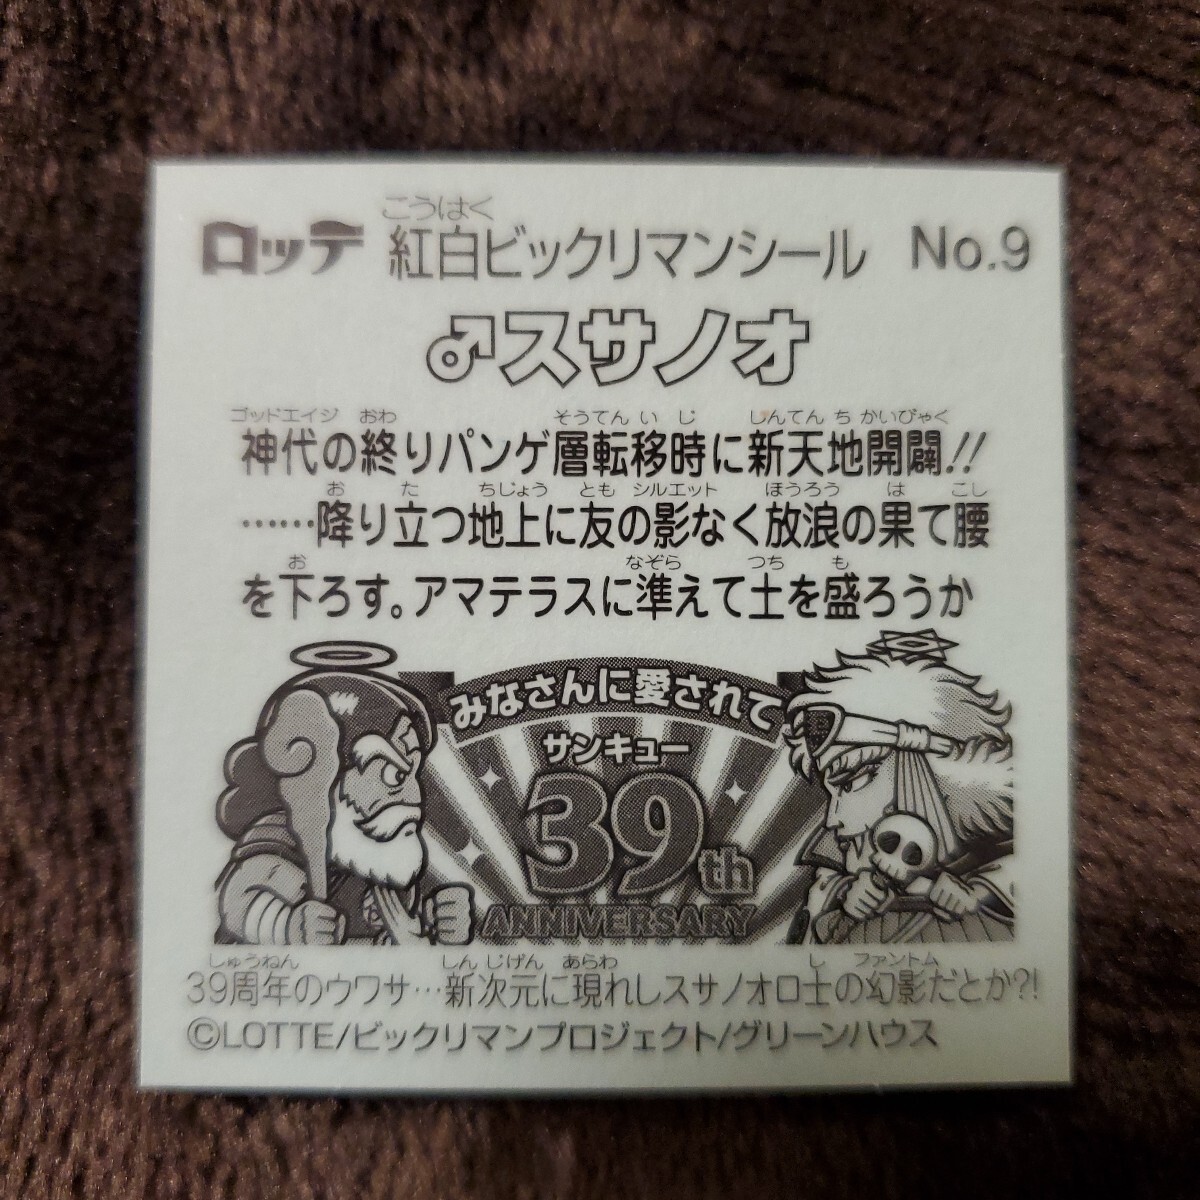 こうはく
ロッテ 紅白ビックリマンシール No.9
♂スサノオ
ゴッドエイジ おわ そうてんいじ しんてんちかいびゃく
神代の終りパンゲ層転移時に新天地開闢!!
お た ちじょう とも シルエット ほうろう は こし
……降り立つ地上に友の影なく放浪の果て腰
お なぞら つち も
を下ろす。アマテラスに準えて土を盛ろうか
みなさんに愛されて
サンキュー
39th
ANNIVERSARY
しゅうねん しんじげん あらわ し ファントム
39周年のウワサ…新次元に現れしスサノオロ士の幻影だとか?!
©LOTTE/ビックリマンプロジェクト/グリーンハウス